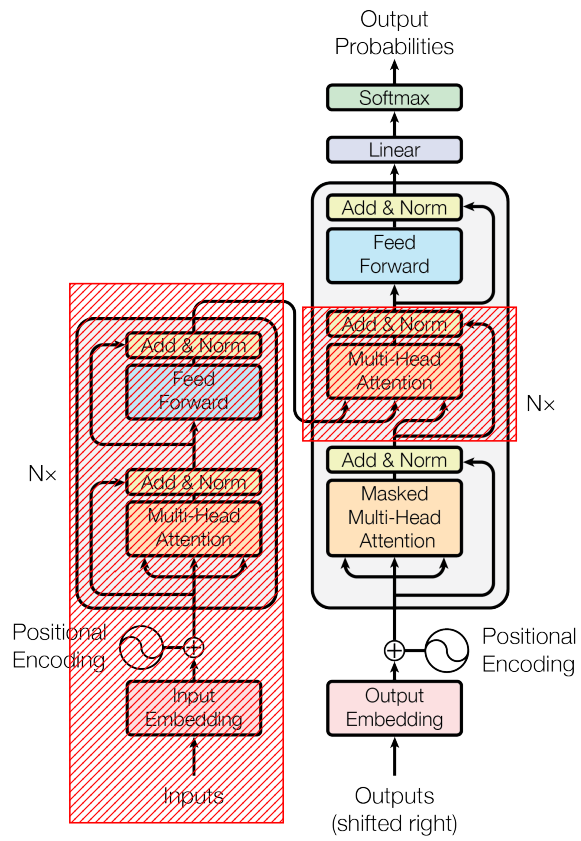 Output
Probabilities
Softmax
Linear
Add & Norm
Feed
Forward
Add & Norm
Multi-Head
Attention
Add & Norm
Masked
Multi-Head
Attention
Nx
Positional
Encoding
Output
Embedding
Outputs
(shifted right)
Add & Norm
Feed
Forward
Add & Norm
Multi-Head
Attention
Nx
Positional
Encoding
Input
Embedding
Inputs